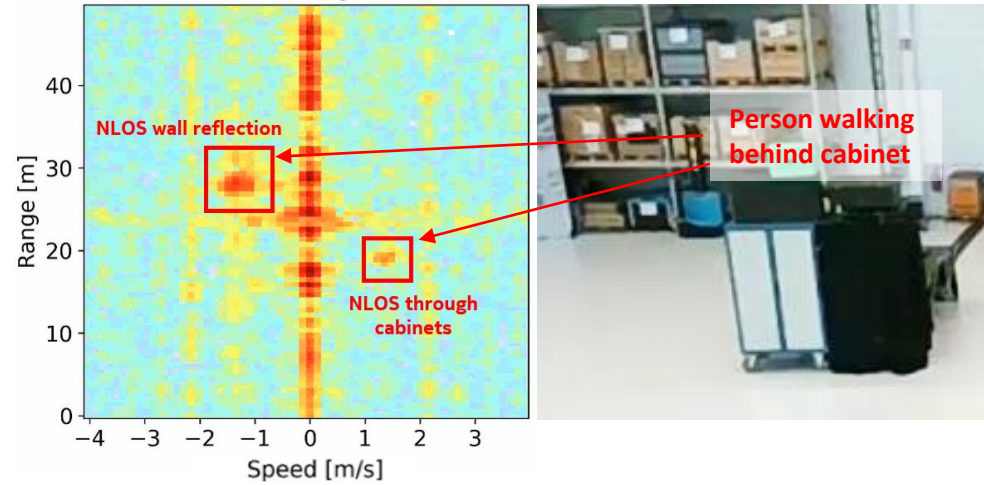 NLOS wall reflection
NLOS through
cabinets
Person walking
behind cabinet
Range [m]
40
30
20
10
0
−4 −3 −2 −1 0 1 2 3
Speed [m/s]